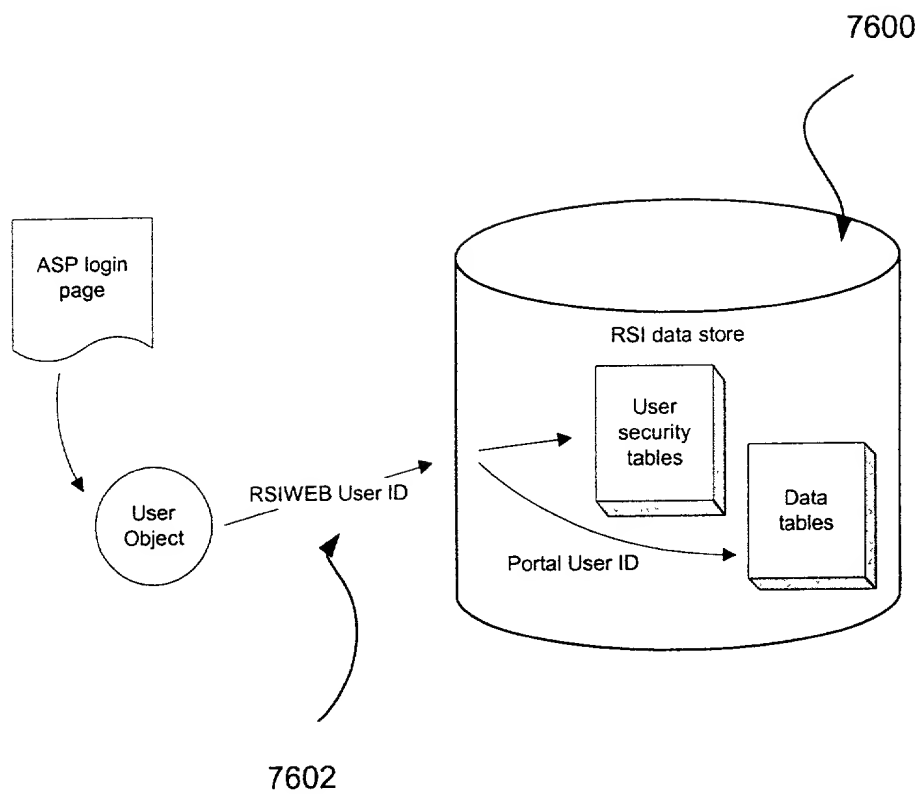 7600
ASP login
page
RSI data store
User
security
tables
Data
tables
RSIWEB User ID
User
Object
Portal User ID
7602